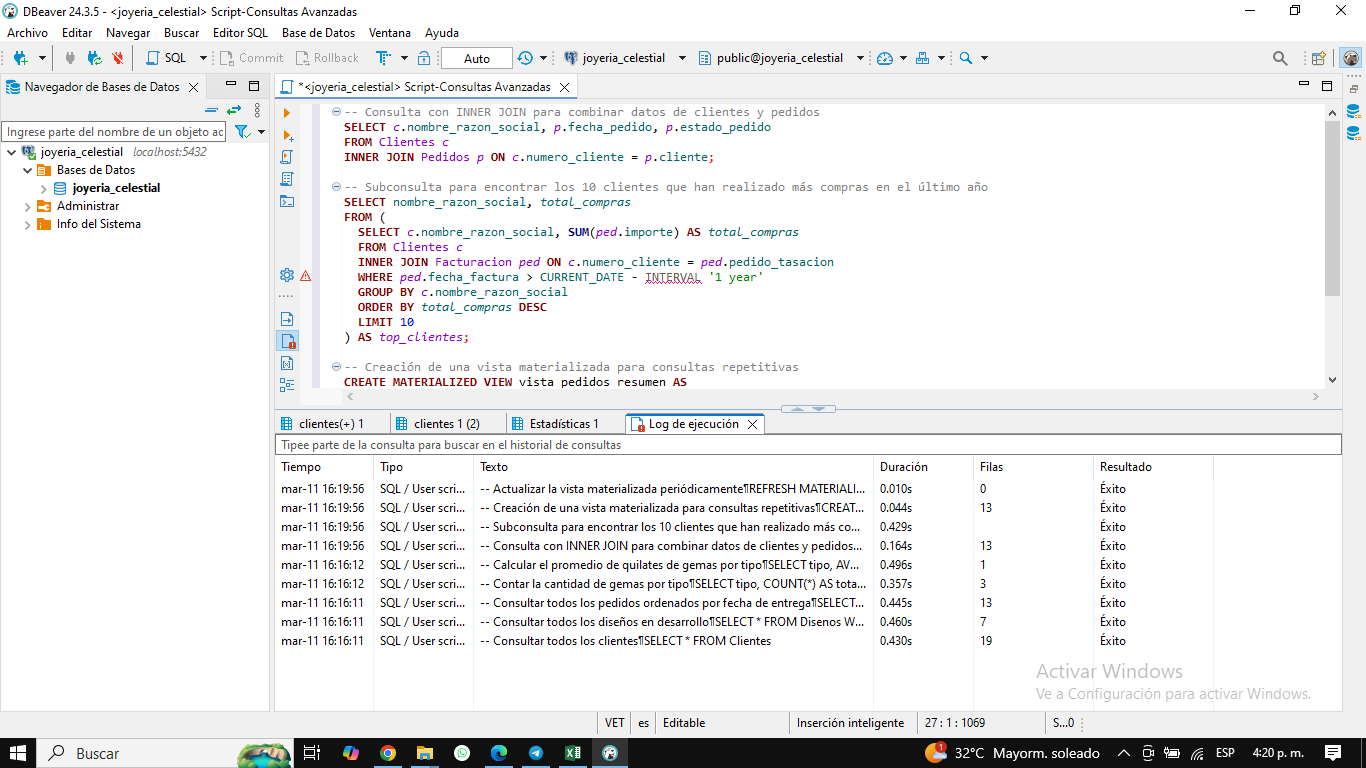 DBeaver 24.3.5 - <joyeria_celestial> Script-Consultas Avanzadas
Archivo Editar Navegar Buscar Editor SQL Base de Datos Ventana Ayuda
SQL Commit Rollback Auto joyeria_celestial public@joyeria_celestial
Navegador de Bases de Datos
Ingrese parte del nombre de un objeto ac
joyeria_celestial localhost:5432
Bases de Datos
joyeria_celestial
Administrar
Info del Sistema
*<joyeria_celestial> Script-Consultas Avanzadas
-- Consulta con INNER JOIN para combinar datos de clientes y pedidos
SELECT c.nombre_razon_social, p.fecha_pedido, p.estado_pedido
FROM Clientes c
INNER JOIN Pedidos p ON c.numero_cliente = p.cliente;
-- Subconsulta para encontrar los 10 clientes que han realizado más compras en el último año
SELECT nombre_razon_social, total_compras
FROM (
SELECT c.nombre_razon_social, SUM(ped.importe) AS total_compras
FROM Clientes c
INNER JOIN Facturacion ped ON c.numero_cliente = ped.pedido_tasacion
WHERE ped.fecha_factura > CURRENT_DATE - INTERVAL '1 year'
GROUP BY c.nombre_razon_social
ORDER BY total_compras DESC
LIMIT 10
) AS top_clientes;
-- Creación de una vista materializada para consultas repetitivas
CREATE MATERIALIZED VIEW vista pedidos resumen AS
clientes(+) 1 clientes 1 (2) Estadísticas 1 Log de ejecución
Tipee parte de la consulta para buscar en el historial de consultas
Tiempo Tipo Texto Duración Filas Resultado
mar-11 16:19:56 SQL / User scri... -- Actualizar la vista materializada periódicamente¶REFRESH MATERIALI... 0.010s 0 Éxito
mar-11 16:19:56 SQL / User scri... -- Creación de una vista materializada para consultas repetitivas¶CREAT... 0.044s 13 Éxito
mar-11 16:19:56 SQL / User scri... -- Subconsulta para encontrar los 10 clientes que han realizado más co... 0.429s Éxito
mar-11 16:19:56 SQL / User scri... -- Consulta con INNER JOIN para combinar datos de clientes y pedidos... 0.164s 13 Éxito
mar-11 16:16:12 SQL / User scri... -- Calcular el promedio de quilates de gemas por tipo¶SELECT tipo, AV... 0.496s 1 Éxito
mar-11 16:16:12 SQL / User scri... -- Contar la cantidad de gemas por tipo¶SELECT tipo, COUNT(*) AS tota... 0.357s 3 Éxito
mar-11 16:16:11 SQL / User scri... -- Consultar todos los pedidos ordenados por fecha de entrega¶SELECT... 0.445s 13 Éxito
mar-11 16:16:11 SQL / User scri... -- Consultar todos los diseños en desarrollo¶SELECT * FROM Disenos W... 0.460s 7 Éxito
mar-11 16:16:11 SQL / User scri... -- Consultar todos los clientes¶SELECT * FROM Clientes 0.430s 19 Éxito
Activar Windows
Ve a Configuración para activar Windows.
VET es Editable Inserción inteligente 27 : 1 : 1069 S...0
Buscar 1 32°C Mayorm. soleado ESP 4:20 p. m.